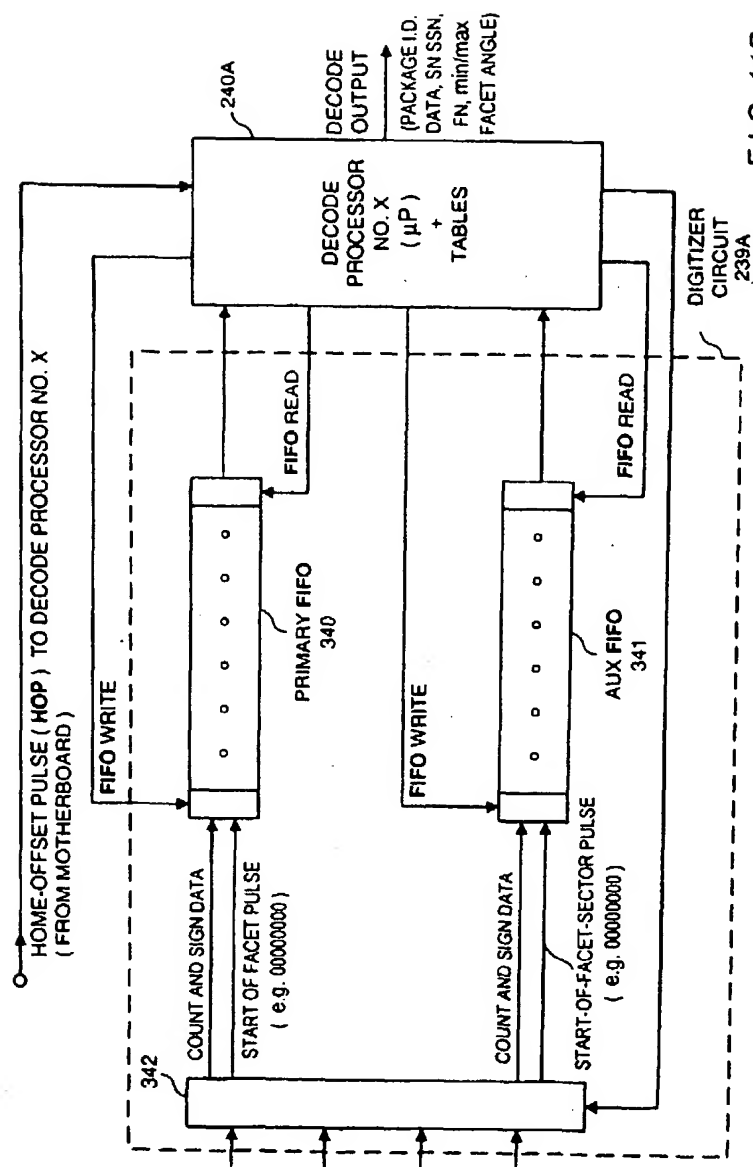 HOME-OFFSET PULSE ( HOP ) TO DECODE PROCESSOR NO. X
( FROM MOTHERBOARD )
240A
FIFO WRITE
DECODE
PROCESSOR
NO. X
( μP )
+
TABLES
DECODE
OUTPUT
(PACKAGE I.D.
DATA, SN SSN,
FN, min/max
FACET ANGLE)
342
COUNT AND SIGN DATA
START OF FACET PULSE
( e.g. 00000000 )
PRIMARY FIFO
340
FIFO READ
FIFO WRITE
COUNT AND SIGN DATA
START-OF-FACET-SECTOR PULSE
( e.g. 00000000 )
AUX FIFO
341
FIFO READ
DIGITIZER
CIRCUIT
239A